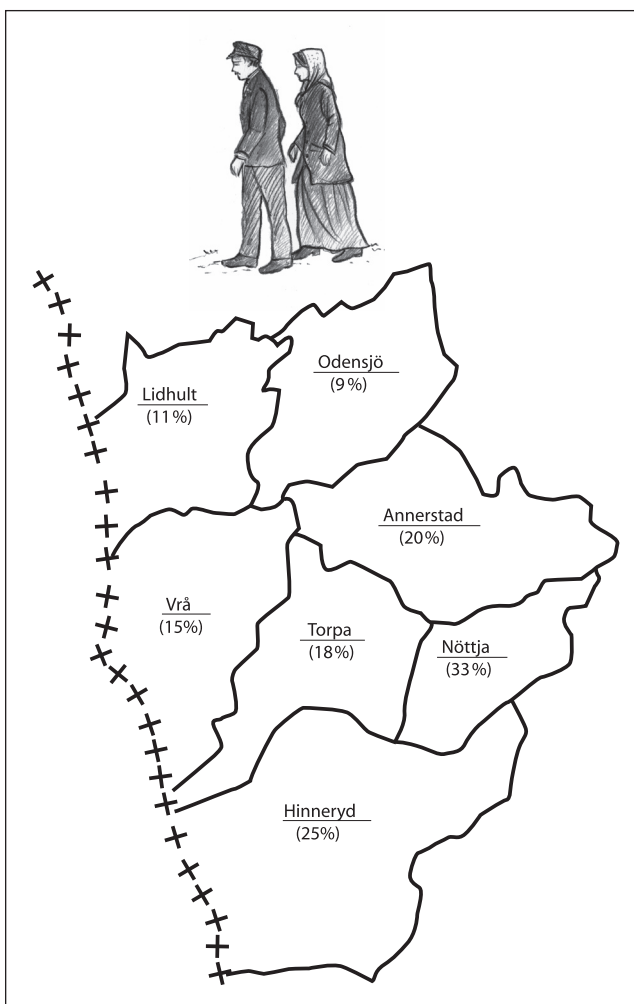 Odensjö
(9%)
Lidhult
(11%)
Annerstad
(20%)
Vrå
(15%)
Torpa
(18%)
Nöttja
(33%)
Hinneryd
(25%)